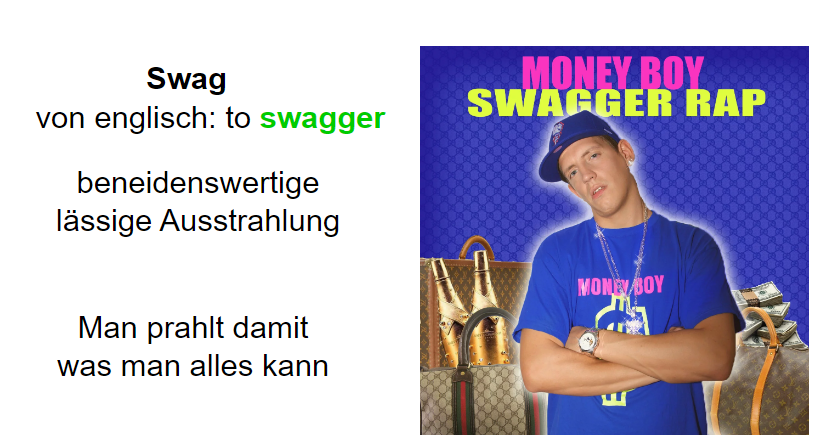 Swag
von englisch: to swagger
beneidenswertige
lässige Ausstrahlung
Man prahlt damit
was man alles kann
MONEY BOY
SWAGGER RAP
MONEY BOY